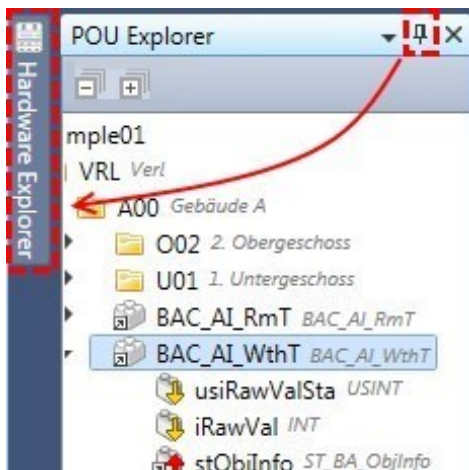 Hardware Explorer
POU Explorer
mple01
VRL Verl
A00 Gebäude A
O02 2. Obergeschoss
U01 1. Untergeschoss
BAC_AI_RmT BAC_AI_RmT
BAC_AI_WthT BAC_AI_WthT
usiRawValSta USINT
iRawVal INT
stObjInfo ST_BA_ObjInfo